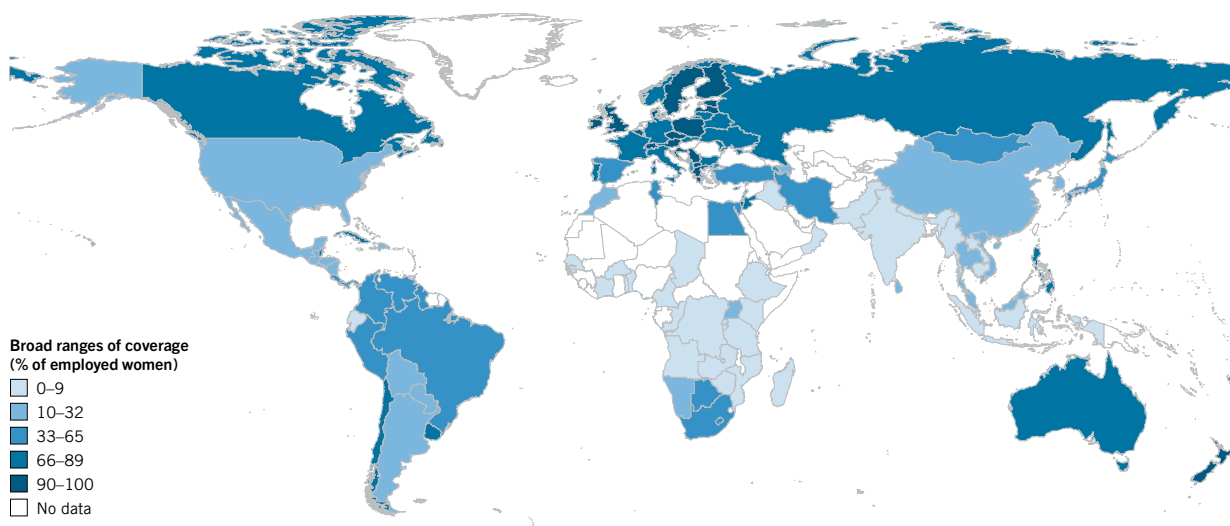 Broad ranges of coverage
(% of employed women)
0–9
10–32
33–65
66–89
90–100
No data